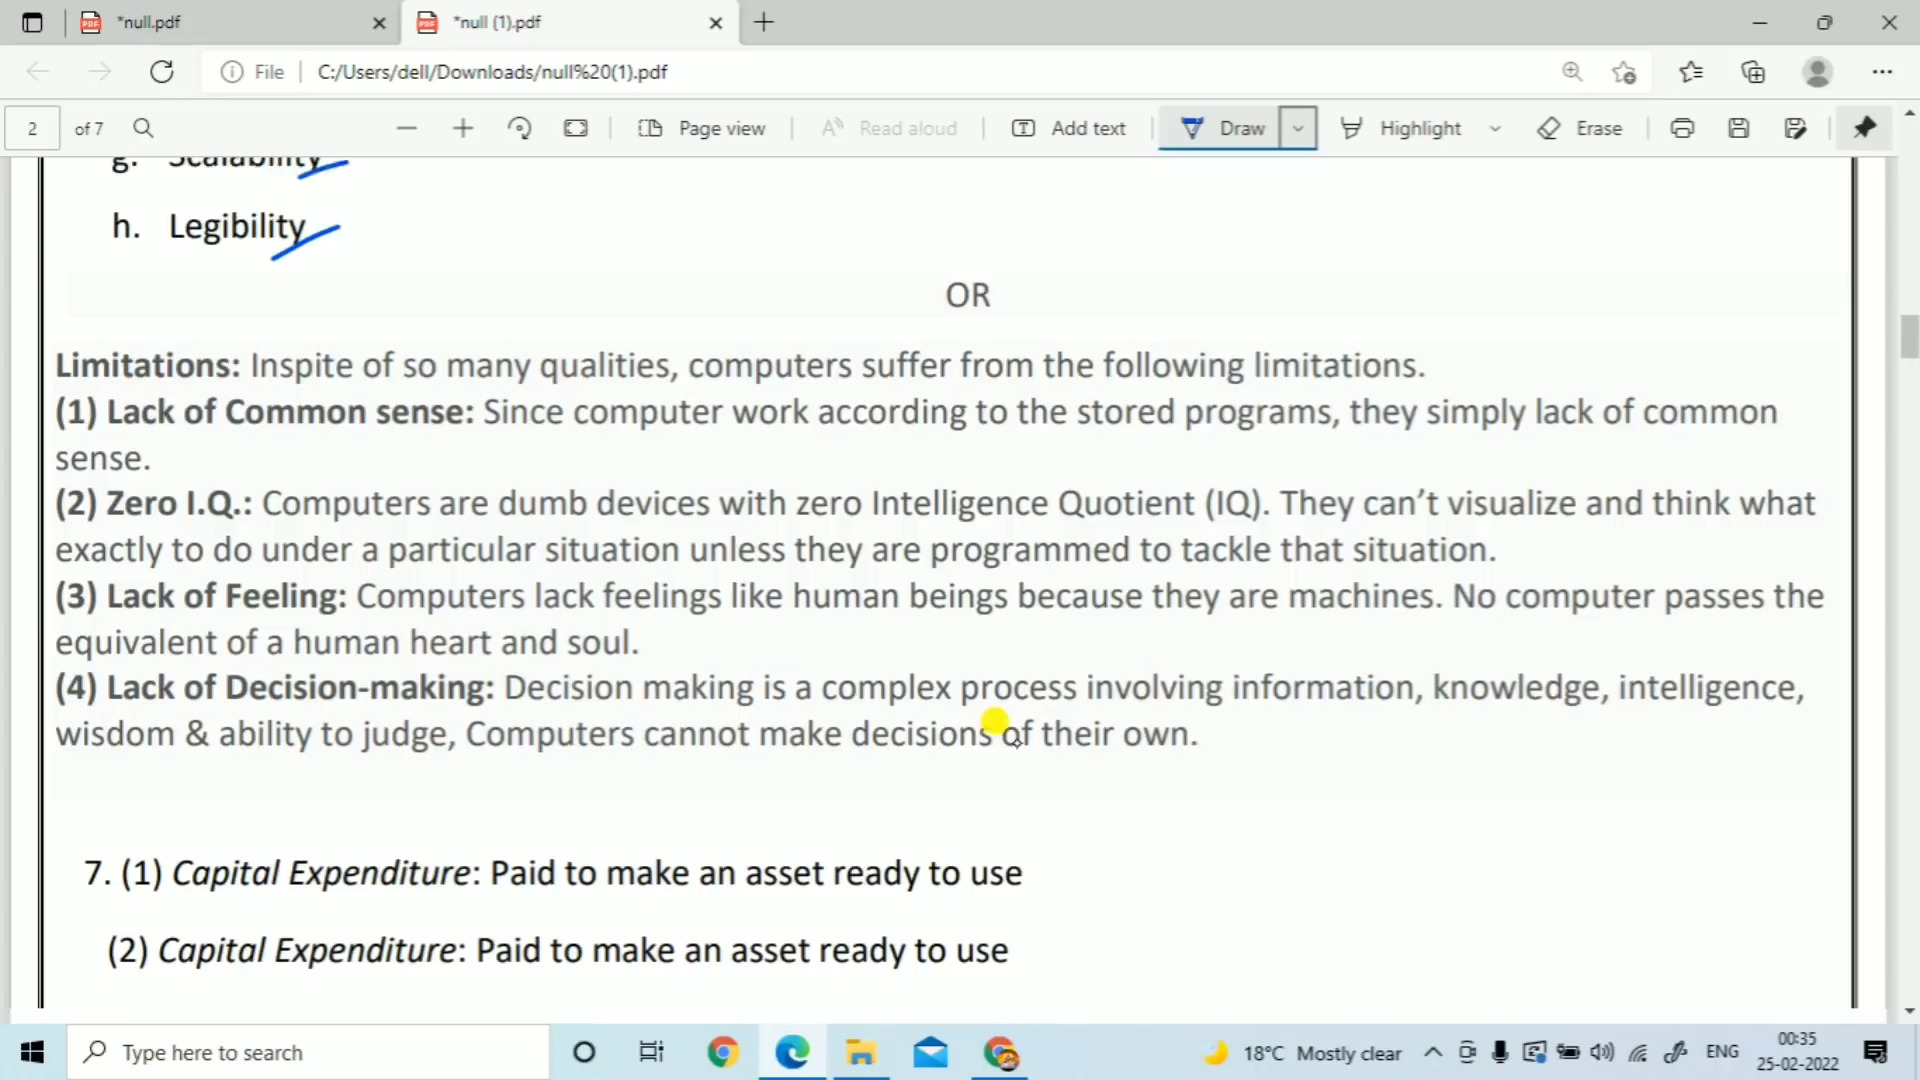 *null.pdf
*null (1).pdf
File
C:/Users/dell/Downloads/null%20(1).pdf
2 of 7
Page view
Read aloud
Add text
Draw
Highlight
Erase
g. Scalability
h. Legibility
OR
Limitations: Inspite of so many qualities, computers suffer from the following limitations.
(1) Lack of Common sense: Since computer work according to the stored programs, they simply lack of common
sense.
(2) Zero I.Q.: Computers are dumb devices with zero Intelligence Quotient (IQ). They can’t visualize and think what
exactly to do under a particular situation unless they are programmed to tackle that situation.
(3) Lack of Feeling: Computers lack feelings like human beings because they are machines. No computer passes the
equivalent of a human heart and soul.
(4) Lack of Decision-making: Decision making is a complex process involving information, knowledge, intelligence,
wisdom & ability to judge, Computers cannot make decisions of their own.
7. (1) Capital Expenditure: Paid to make an asset ready to use
(2) Capital Expenditure: Paid to make an asset ready to use
Type here to search
18°C Mostly clear
ENG
00:35
25-02-2022